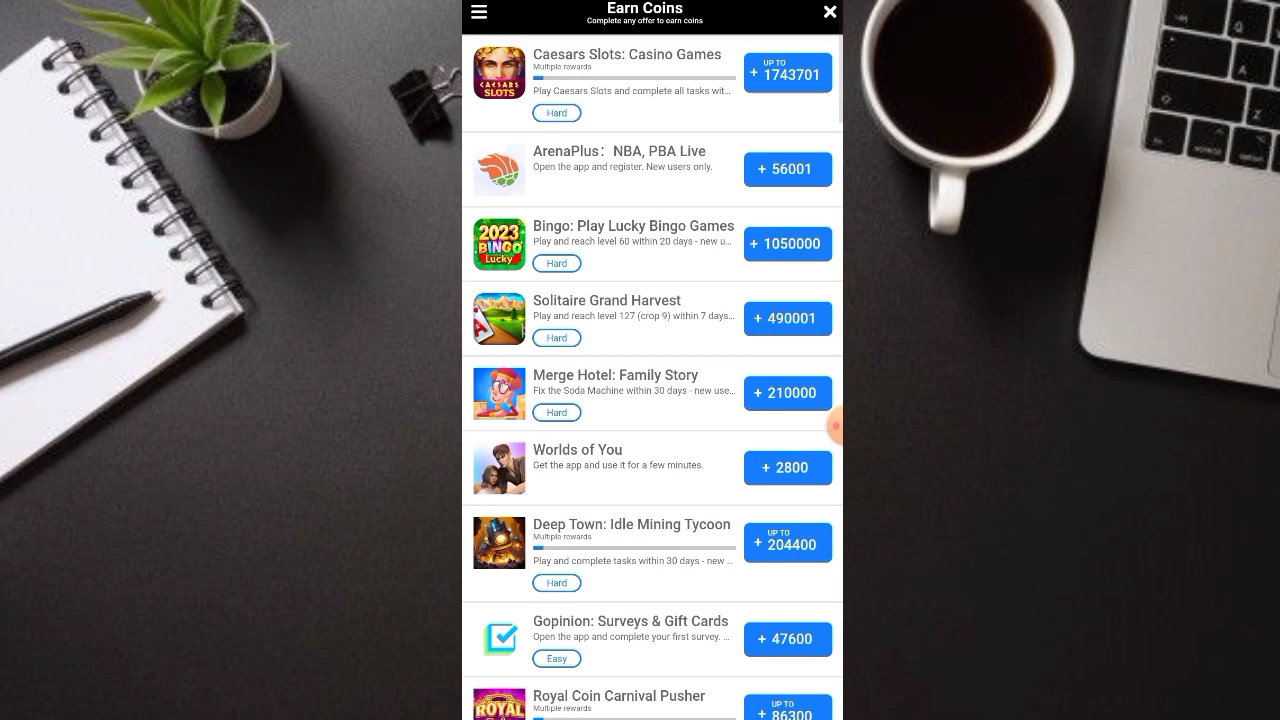 Earn Coins
Complete any offer to earn coins
Caesars Slots: Casino Games
Multiple rewards
Play Caesars Slots and complete all tasks wit...
Hard
UP TO
+ 1743701
CAESARS
SLOTS
ArenaPlus：NBA, PBA Live
Open the app and register. New users only.
+ 56001
2023
BINGO
Lucky
Bingo: Play Lucky Bingo Games
Play and reach level 60 within 20 days - new u...
Hard
+ 1050000
A
Solitaire Grand Harvest
Play and reach level 127 (crop 9) within 7 days...
Hard
+ 490001
Merge Hotel: Family Story
Fix the Soda Machine within 30 days - new use...
Hard
+ 210000
Worlds of You
Get the app and use it for a few minutes.
+ 2800
Deep Town: Idle Mining Tycoon
Multiple rewards
Play and complete tasks within 30 days - new ...
Hard
UP TO
+ 204400
Gopinion: Surveys & Gift Cards
Open the app and complete your first survey. ...
Easy
+ 47600
ROYAL
Royal Coin Carnival Pusher
Multiple rewards
UP TO
+ 86300